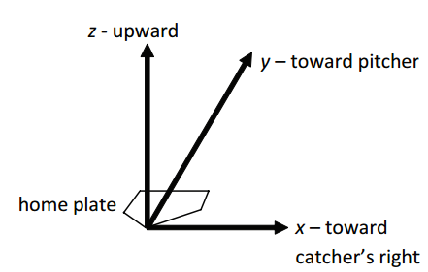 z - upward
y – toward pitcher
home plate
x – toward
catcher's right